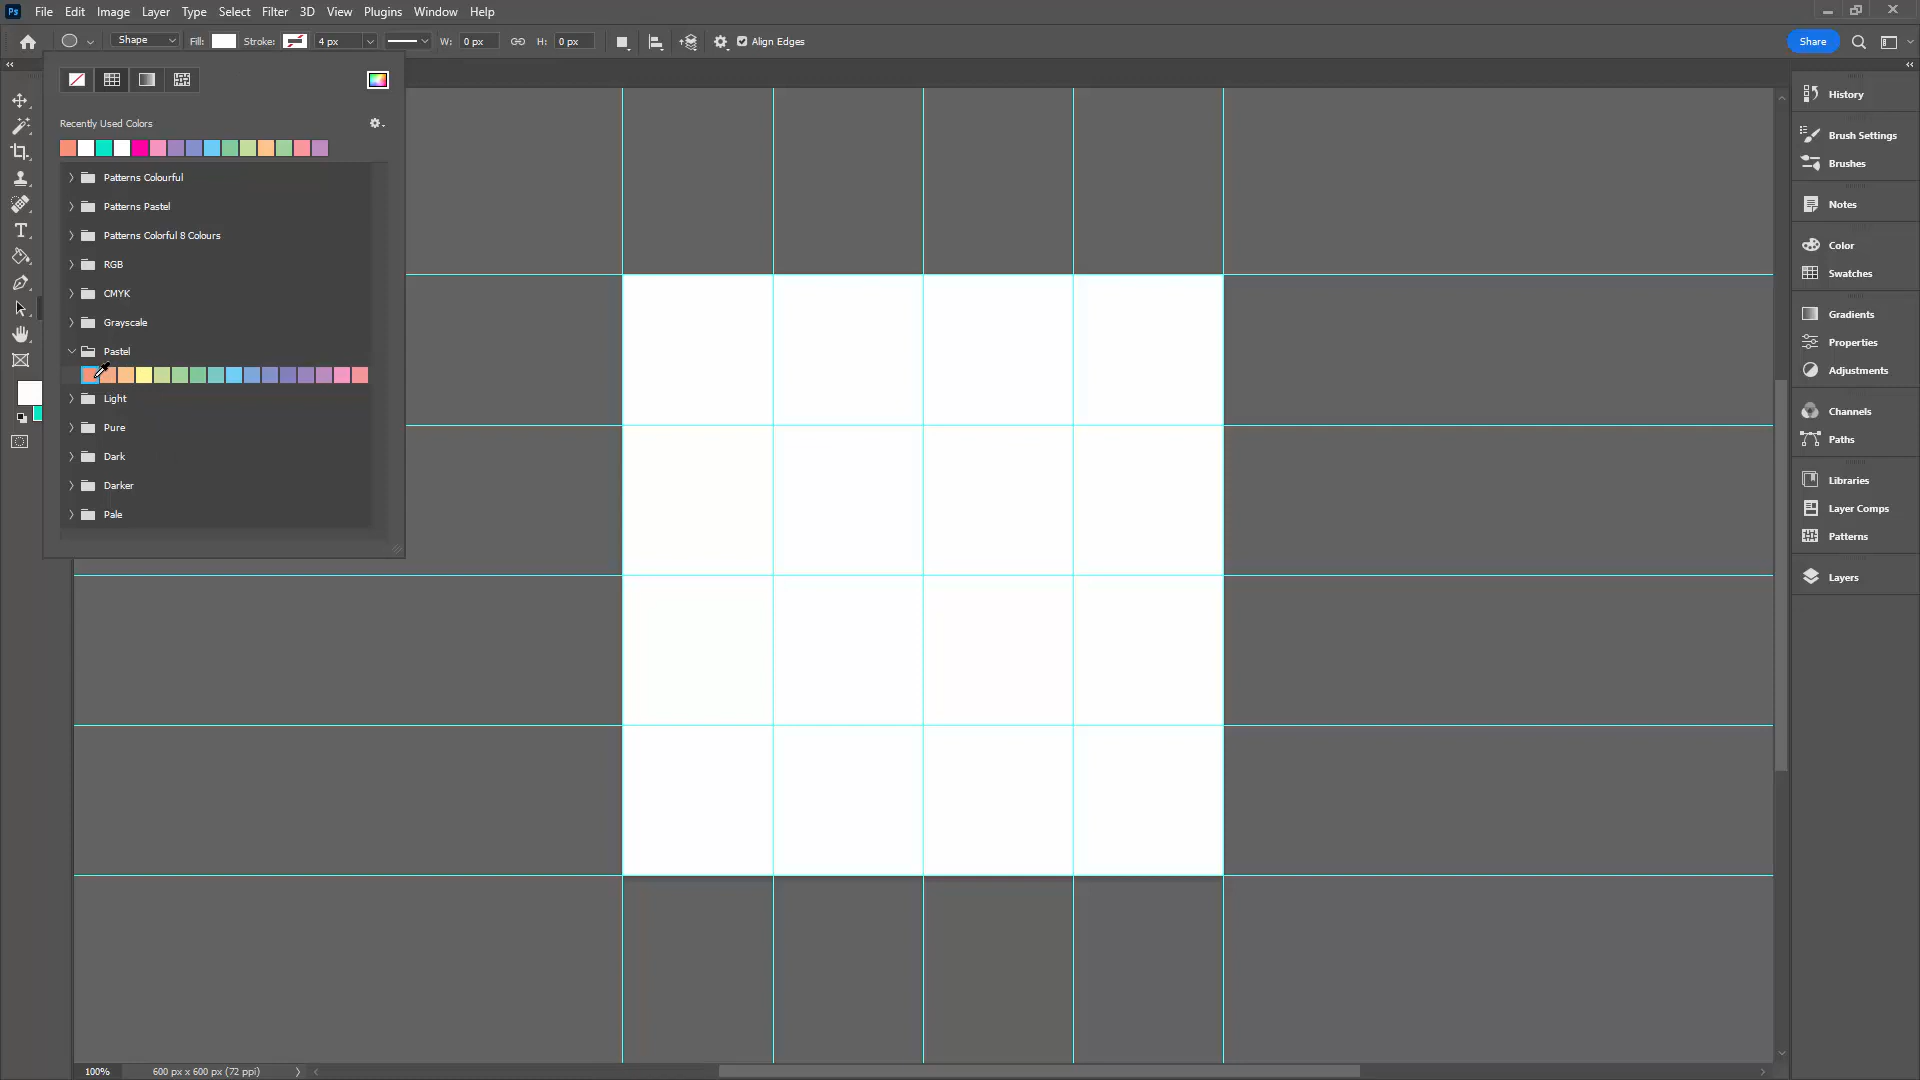 Ps File Edit Image Layer Type Select Filter 3D View Plugins Window Help
Shape Fill: Stroke: 4 px W: 0 px H: 0 px Align Edges Share
Recently Used Colors
Patterns Colourful
Patterns Pastel
Patterns Colorful 8 Colours
RGB
CMYK
Grayscale
Pastel
Light
Pure
Dark
Darker
Pale
History
Brush Settings
Brushes
Notes
Color
Swatches
Gradients
Properties
Adjustments
Channels
Paths
Libraries
Layer Comps
Patterns
Layers
100% 600 px x 600 px (72 ppi)